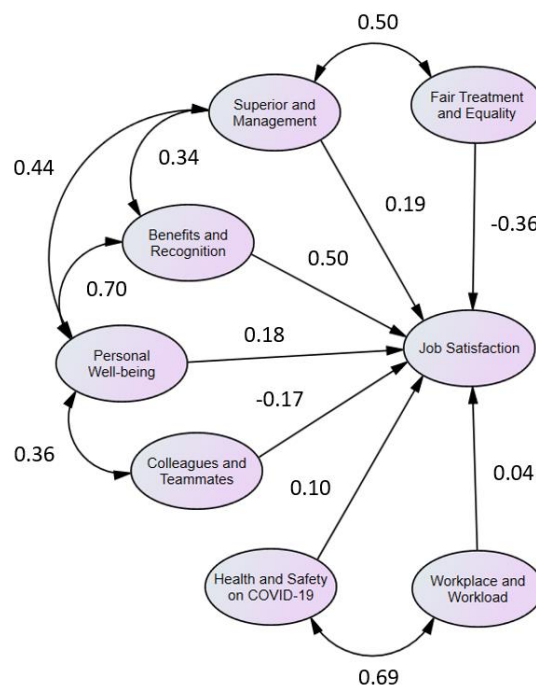 0.50
Superior and
Management
Fair Treatment
and Equality
0.44
0.34
0.19
-0.36
Benefits and
Recognition
0.50
0.70
Job Satisfaction
Personal
Well-being
0.18
-0.17
0.36
Colleagues and
Teammates
0.10
0.04
Health and Safety
on COVID-19
Workplace and
Workload
0.69